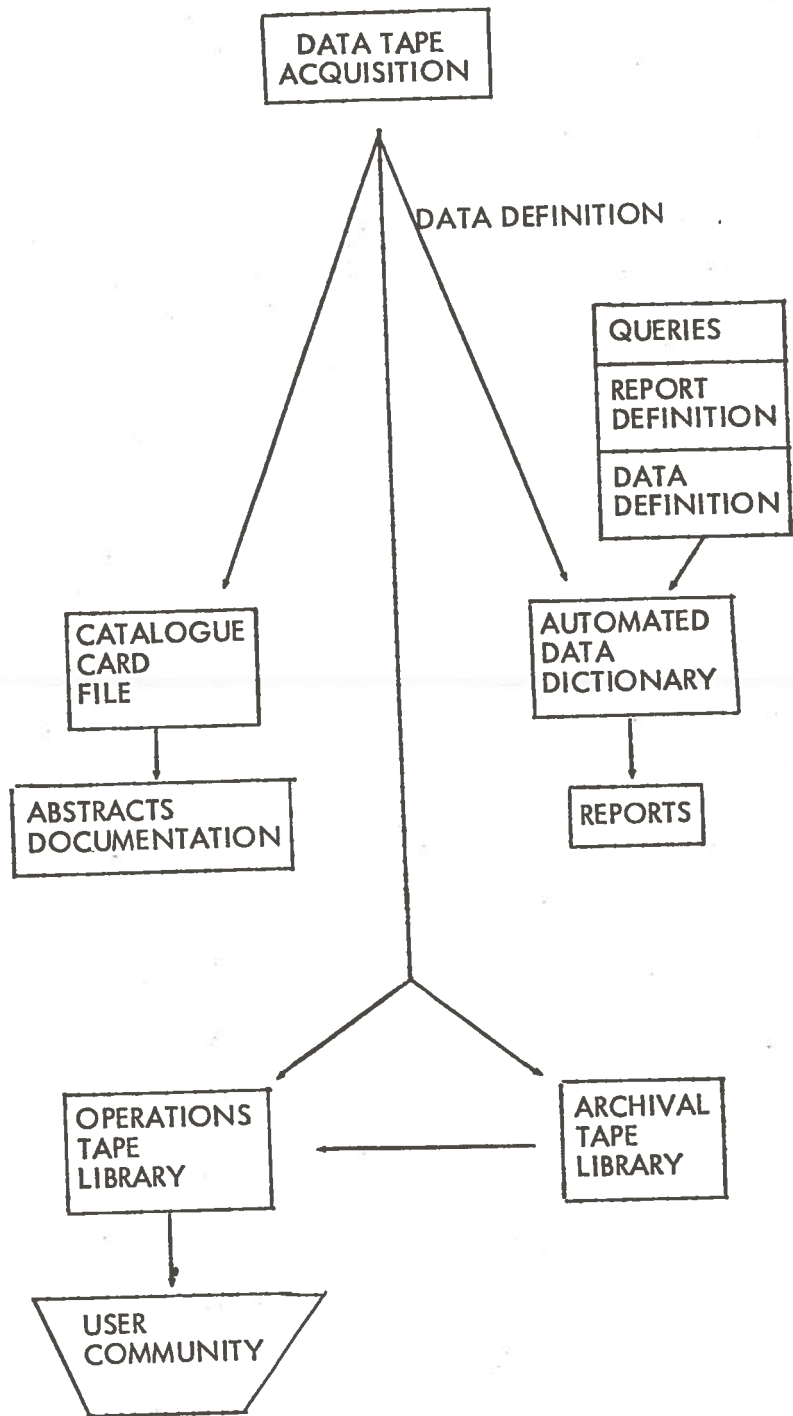 DATA TAPE
ACQUISITION
DATA DEFINITION
QUERIES
REPORT
DEFINITION
DATA
DEFINITION
CATALOGUE
CARD
FILE
AUTOMATED
DATA
DICTIONARY
ABSTRACTS
DOCUMENTATION
REPORTS
OPERATIONS
TAPE
LIBRARY
ARCHIVAL
TAPE
LIBRARY
USER
COMMUNITY